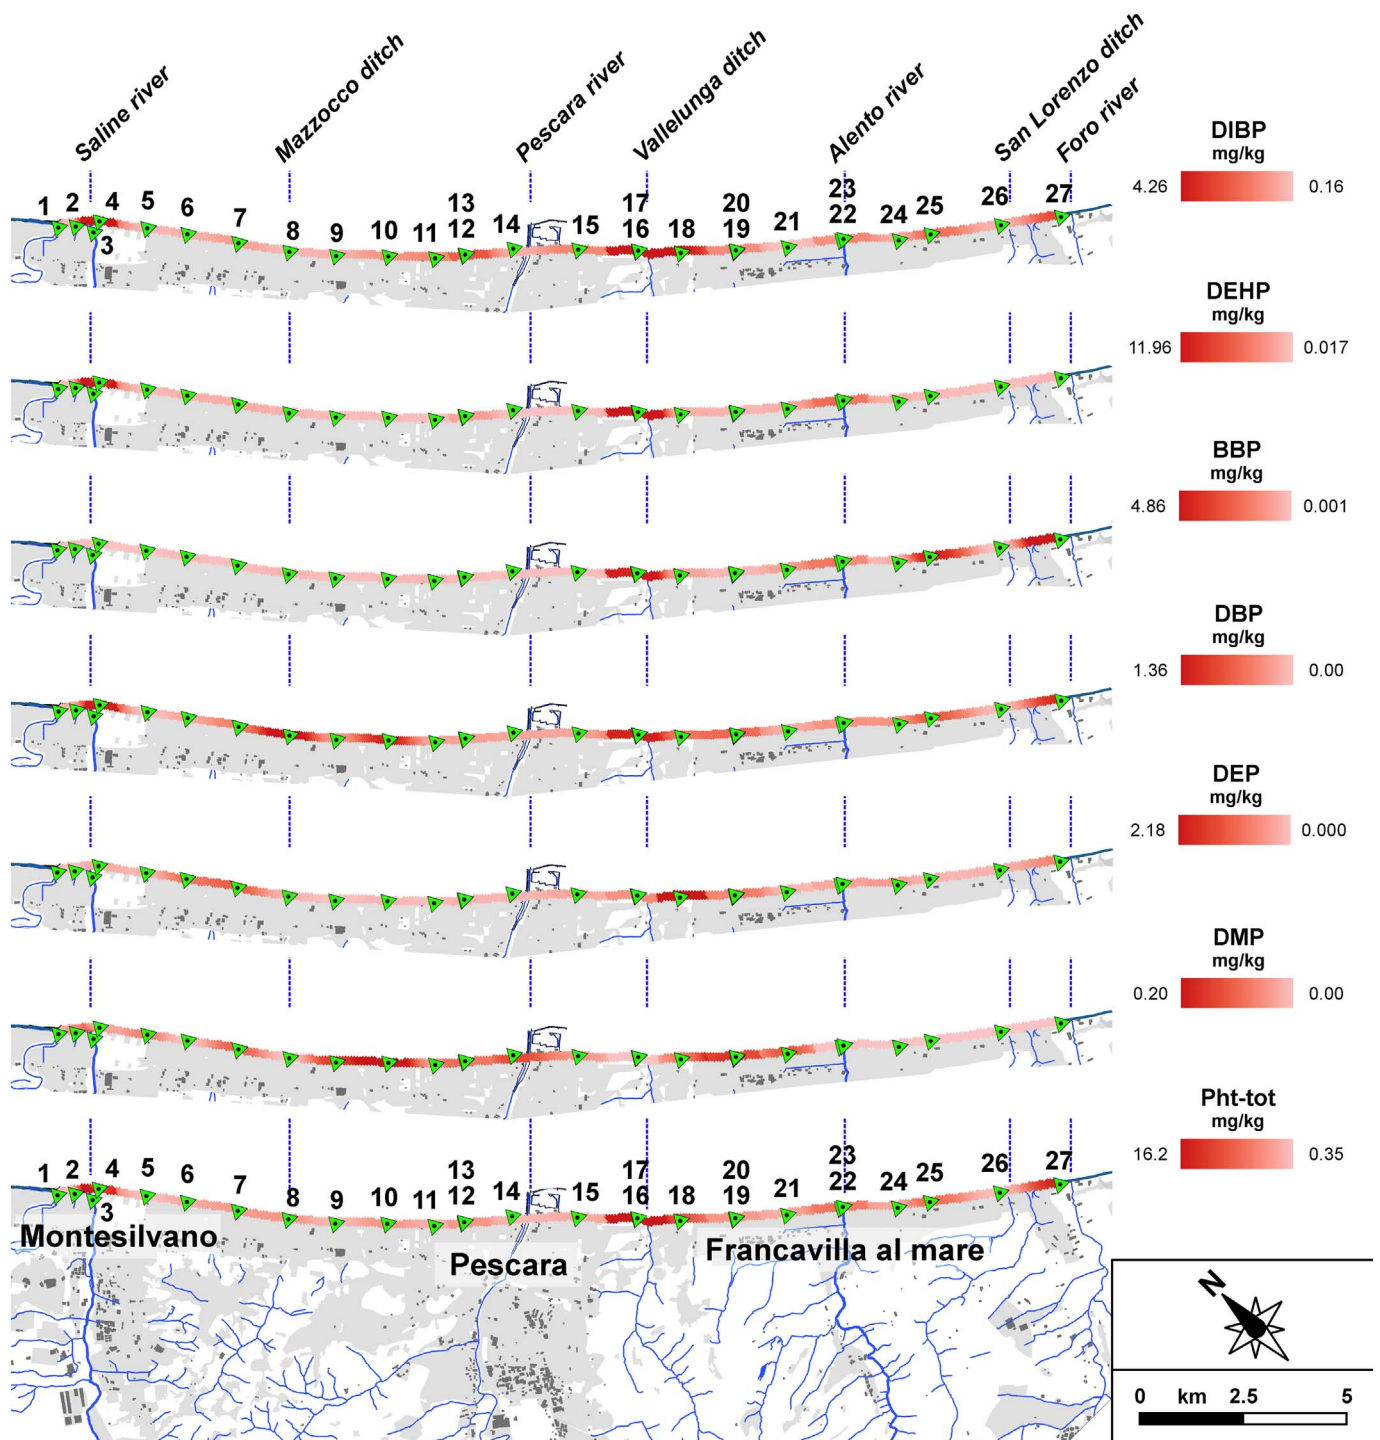 Saline river
Mazzocco ditch
Pescara river
Vallelunga ditch
Alento river
San Lorenzo ditch
Foro river
1 2 4 5 6 7 8 9 10 11 13 14 15 17 18 20 21 23 24 25 26 27
3 12 16 19 22
DIBP
mg/kg
4.26 0.16
DEHP
mg/kg
11.96 0.017
BBP
mg/kg
4.86 0.001
DBP
mg/kg
1.36 0.00
DEP
mg/kg
2.18 0.000
DMP
mg/kg
0.20 0.00
Pht-tot
mg/kg
16.2 0.35
1 2 4 5 6 7 8 9 10 11 13 14 15 17 18 20 21 23 24 25 26 27
3 12 16 19 22
Montesilvano
Pescara
Francavilla al mare
N
0 km 2.5 5